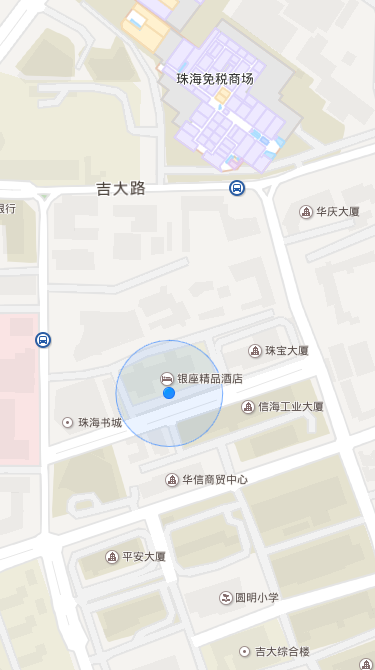 珠海免税商场
吉大路
银行
华庆大厦
珠宝大厦
银座精品酒店
信海工业大厦
珠海书城
华信商贸中心
平安大厦
圆明小学
吉大综合楼